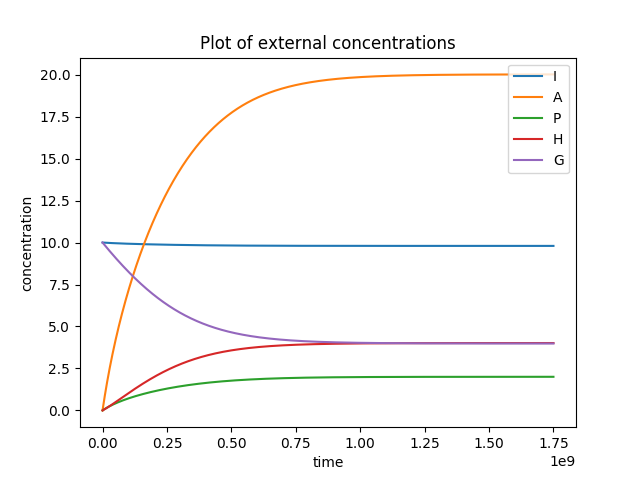 Plot of external concentrations
20.0
17.5
15.0
12.5
10.0
7.5
5.0
2.5
0.0
concentration
I
A
P
H
G
0.00 0.25 0.50 0.75 1.00 1.25 1.50 1.75
1e9
time